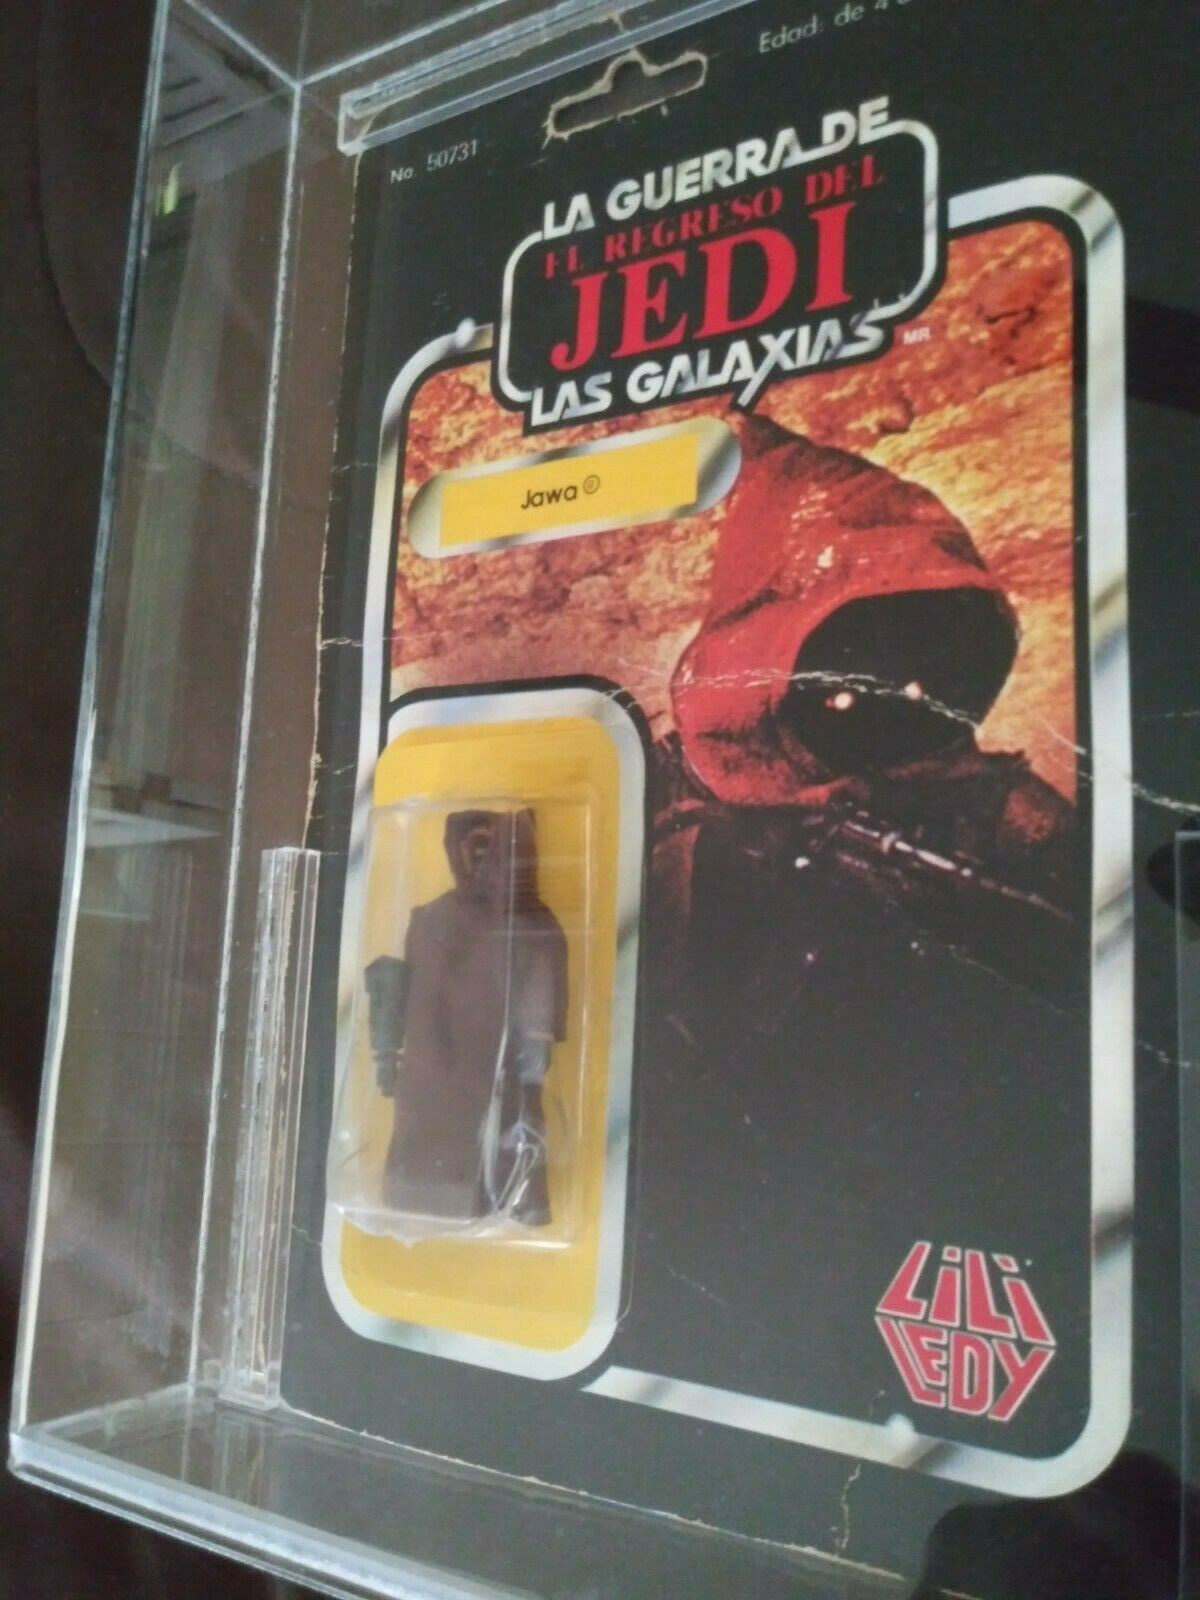 Edad: de 4
No. 50731
LA GUERRA DE
EL REGRESO DEL
JEDI
LAS GALAXIAS MR
Jawa ®
LiLi
LEDY